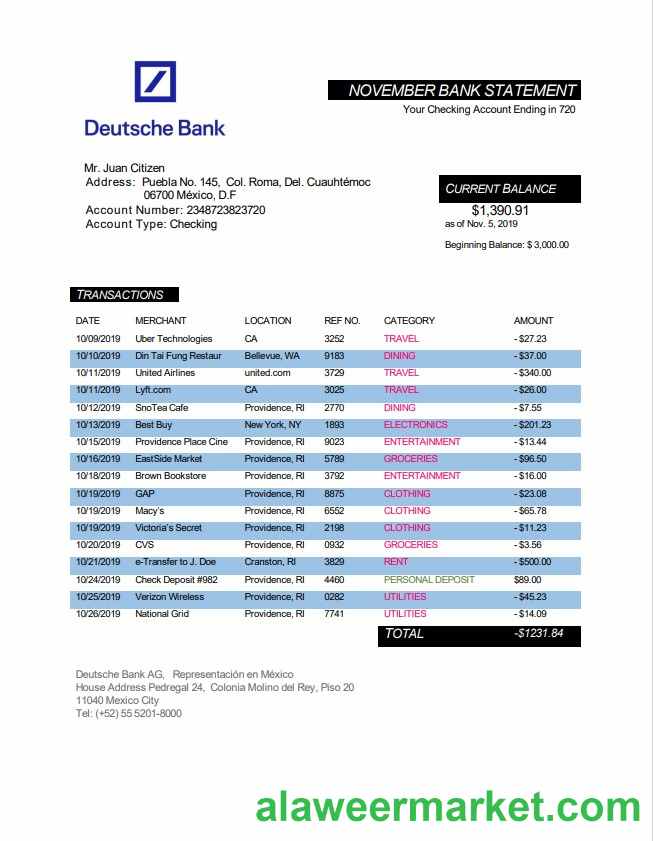 NOVEMBER BANK STATEMENT
Your Checking Account Ending in 720
Deutsche Bank
Mr. Juan Citizen
Address: Puebla No. 145, Col. Roma, Del. Cuauhtémoc
06700 México, D.F
Account Number: 2348723823720
Account Type: Checking
CURRENT BALANCE
$1,390.91
as of Nov. 5, 2019
Beginning Balance: $ 3,000.00
TRANSACTIONS
DATE MERCHANT LOCATION REF NO. CATEGORY AMOUNT
10/09/2019 Uber Technologies CA 3252 TRAVEL - $27.23
10/10/2019 Din Tai Fung Restaur Bellevue, WA 9183 DINING - $37.00
10/11/2019 United Airlines united.com 3729 TRAVEL - $340.00
10/11/2019 Lyft.com CA 3025 TRAVEL - $26.00
10/12/2019 SnoTea Cafe Providence, RI 2770 DINING - $7.55
10/13/2019 Best Buy New York, NY 1893 ELECTRONICS - $201.23
10/15/2019 Providence Place Cine Providence, RI 9023 ENTERTAINMENT - $13.44
10/16/2019 EastSide Market Providence, RI 5789 GROCERIES - $96.50
10/18/2019 Brown Bookstore Providence, RI 3792 ENTERTAINMENT - $16.00
10/19/2019 GAP Providence, RI 8875 CLOTHING - $23.08
10/19/2019 Macy's Providence, RI 6552 CLOTHING - $65.78
10/19/2019 Victoria's Secret Providence, RI 2198 CLOTHING - $11.23
10/20/2019 CVS Providence, RI 0932 GROCERIES - $3.56
10/21/2019 e-Transfer to J. Doe Cranston, RI 3829 RENT - $500.00
10/24/2019 Check Deposit #982 Providence, RI 4460 PERSONAL DEPOSIT $89.00
10/25/2019 Verizon Wireless Providence, RI 0282 UTILITIES - $45.23
10/26/2019 National Grid Providence, RI 7741 UTILITIES - $14.09
TOTAL -$1231.84
Deutsche Bank AG, Representación en México
House Address Pedregal 24, Colonia Molino del Rey, Piso 20
11040 Mexico City
Tel: (+52) 55 5201-8000
alaweermarket.com